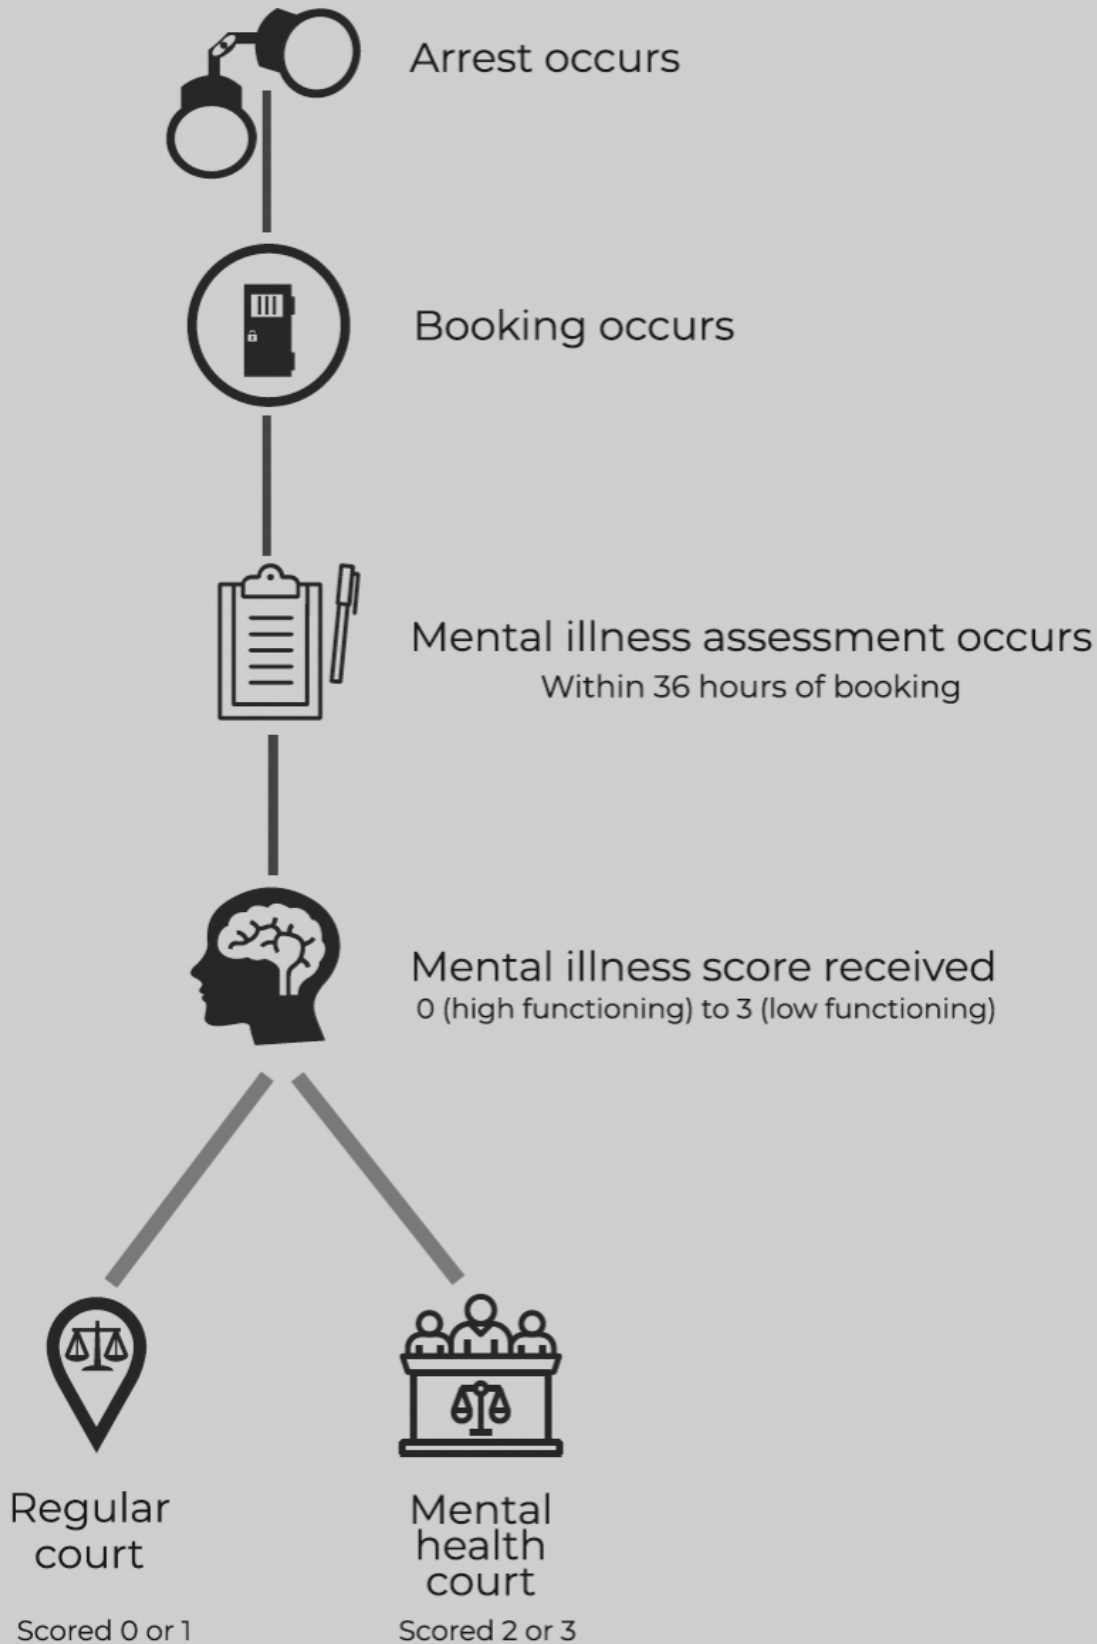 Arrest occurs
Booking occurs
Mental illness assessment occurs
Within 36 hours of booking
Mental illness score received
0 (high functioning) to 3 (low functioning)
Regular
court
Scored 0 or 1
Mental
health
court
Scored 2 or 3